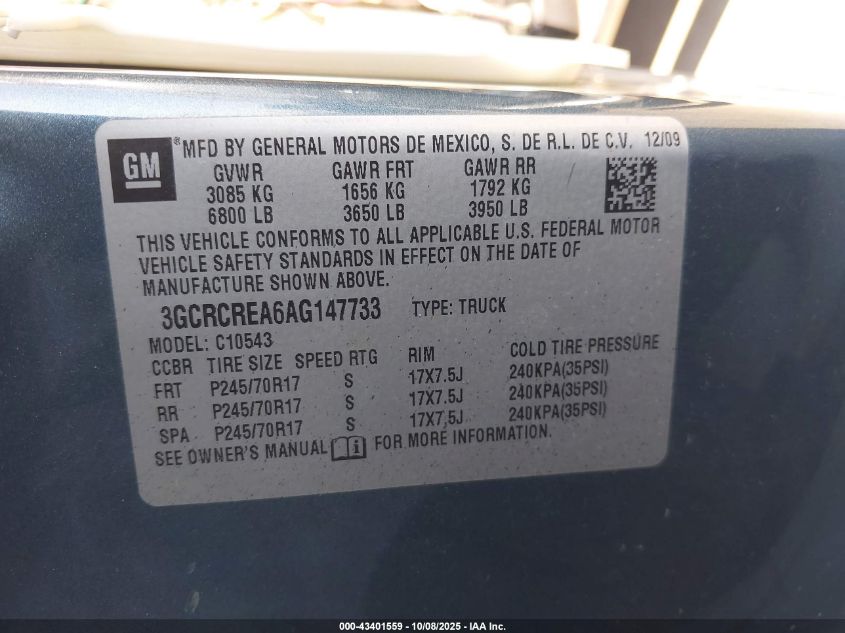 GM ® MFD BY GENERAL MOTORS DE MEXICO, S. DE R.L. DE C.V. 12/09
GVWR GAWR FRT GAWR RR
3085 KG 1656 KG 1792 KG
6800 LB 3650 LB 3950 LB
THIS VEHICLE CONFORMS TO ALL APPLICABLE U.S. FEDERAL MOTOR
VEHICLE SAFETY STANDARDS IN EFFECT ON THE DATE OF
MANUFACTURE SHOWN ABOVE.
3GCRCREA6AG147733 TYPE: TRUCK
MODEL: C10543
CCBR TIRE SIZE SPEED RTG RIM COLD TIRE PRESSURE
FRT P245/70R17 S 17X7.5J 240KPA(35PSI)
RR P245/70R17 S 17X7.5J 240KPA(35PSI)
SPA P245/70R17 S 17X7.5J 240KPA(35PSI)
SEE OWNER'S MANUAL FOR MORE INFORMATION.
000-43401559 - 10/08/2025 - IAA Inc.